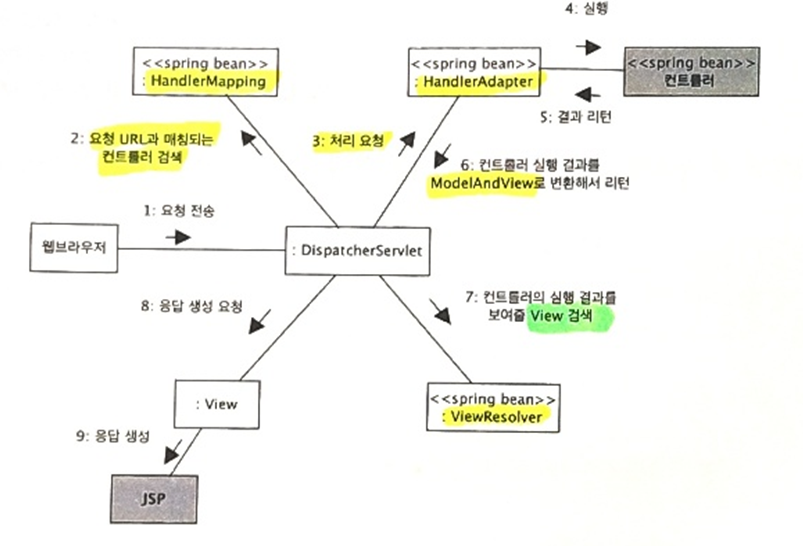 4: 실행
<<spring bean>>
: HandlerMapping
<<spring bean>>
: HandlerAdapter
<<spring bean>>
컨트롤러
5: 결과 리턴
2: 요청 URL과 매칭되는
컨트롤러 검색
3: 처리 요청
6: 컨트롤러 실행 결과를
ModelAndView로 변환해서 리턴
1: 요청 전송
웹브라우저
: DispatcherServlet
8: 응답 생성 요청
7: 컨트롤러의 실행 결과를
보여줄 View 검색
: View
<<spring bean>>
: ViewResolver
9: 응답 생성
JSP